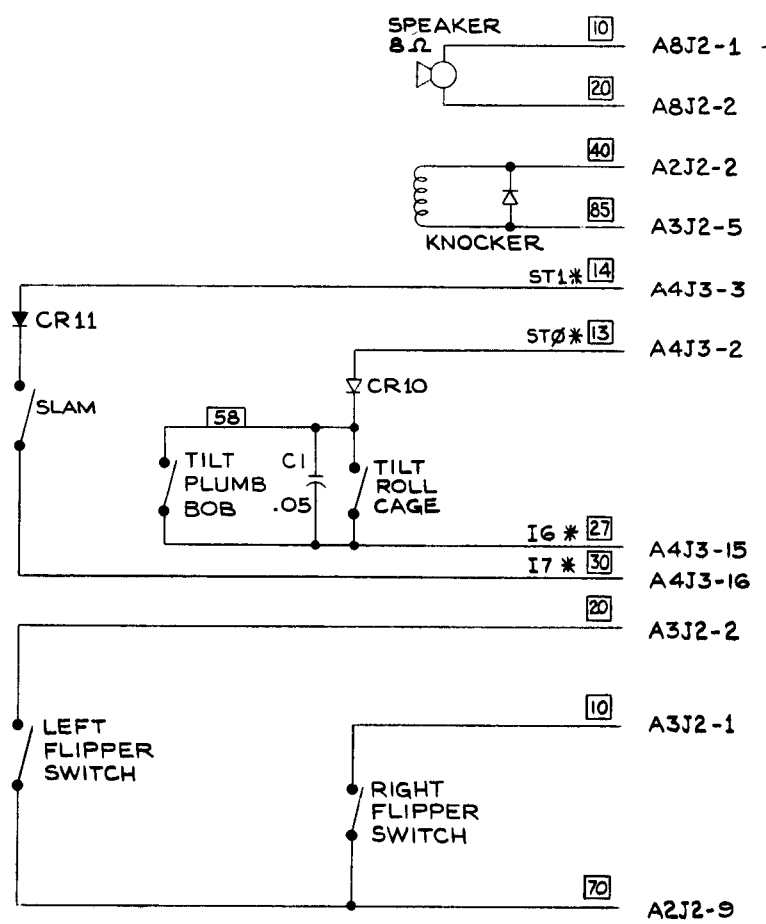 SPEAKER
8Ω
10
A8J2-1
20
A8J2-2
40
A2J2-2
85
A3J2-5
KNOCKER
ST1* 14
A4J3-3
CR11
STØ* 13
A4J3-2
CR10
SLAM
58
TILT
PLUMB
BOB
C1
.05
TILT
ROLL
CAGE
I6 * 27
A4J3-15
I7 * 30
A4J3-16
20
A3J2-2
LEFT
FLIPPER
SWITCH
10
A3J2-1
RIGHT
FLIPPER
SWITCH
70
A2J2-9